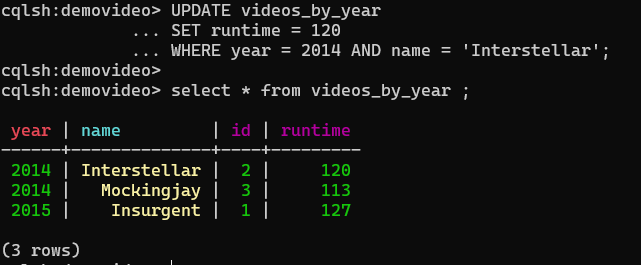 cqlsh:demovideo> UPDATE videos_by_year
... SET runtime = 120
... WHERE year = 2014 AND name = 'Interstellar';
cqlsh:demovideo>
cqlsh:demovideo> select * from videos_by_year ;
year | name | id | runtime
------+--------------+----+---------
2014 | Interstellar | 2 | 120
2014 | Mockingjay | 3 | 113
2015 | Insurgent | 1 | 127
(3 rows)